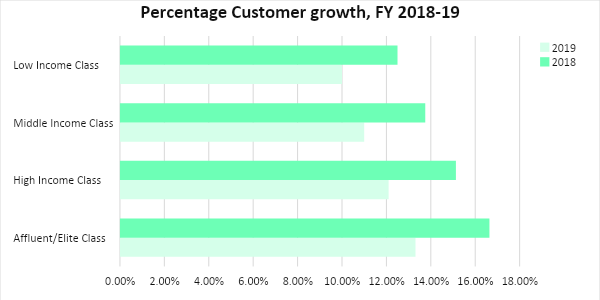 Percentage Customer growth, FY 2018-19
2019
2018
Low Income Class
Middle Income Class
High Income Class
Affluent/Elite Class
0.00% 2.00% 4.00% 6.00% 8.00% 10.00% 12.00% 14.00% 16.00% 18.00%